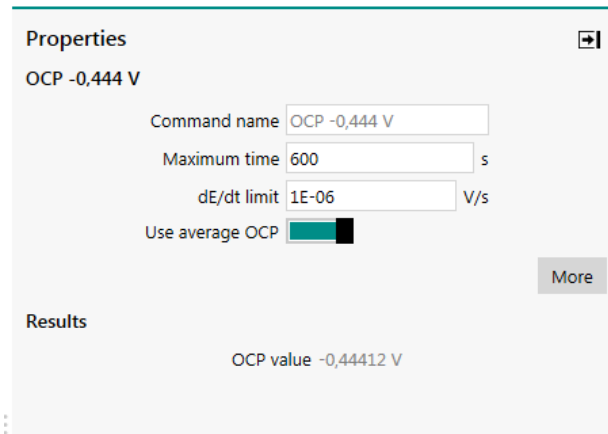 Properties
OCP -0,444 V
Command name OCP -0,444 V
Maximum time 600 s
dE/dt limit 1E-06 V/s
Use average OCP
More
Results
OCP value -0,44412 V